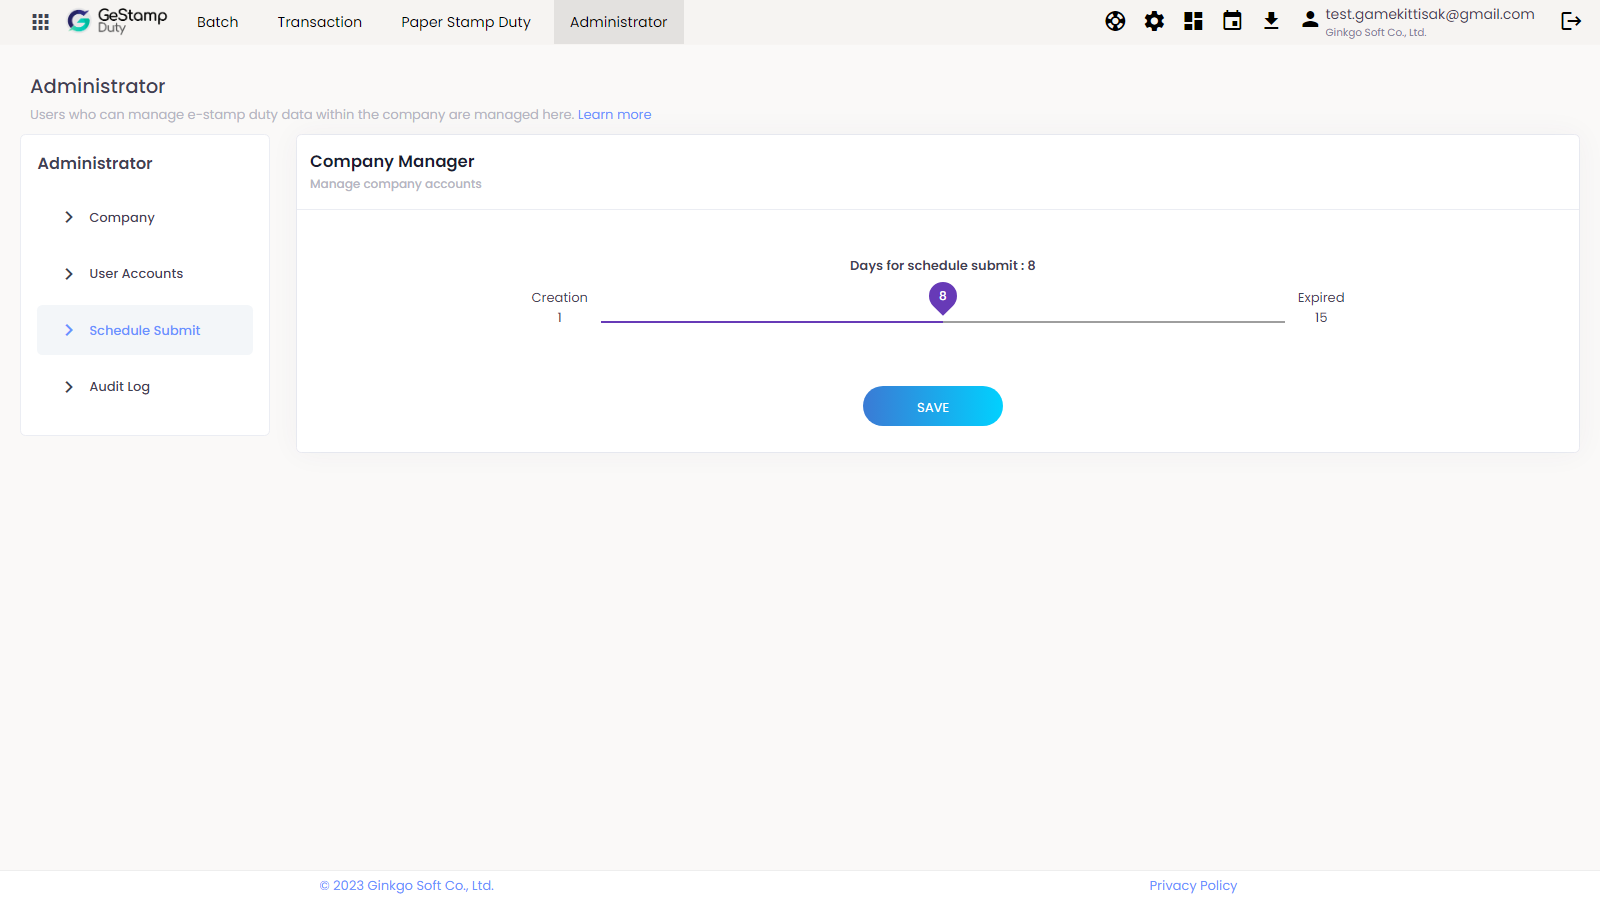 GeStamp
Duty
Batch
Transaction
Paper Stamp Duty
Administrator
test.gamekittisak@gmail.com
Ginkgo Soft Co., Ltd.
Administrator
Users who can manage e-stamp duty data within the company are managed here. Learn more
Administrator
Company
User Accounts
Schedule Submit
Audit Log
Company Manager
Manage company accounts
Days for schedule submit : 8
Creation
1
8
Expired
15
SAVE
© 2023 Ginkgo Soft Co., Ltd.
Privacy Policy